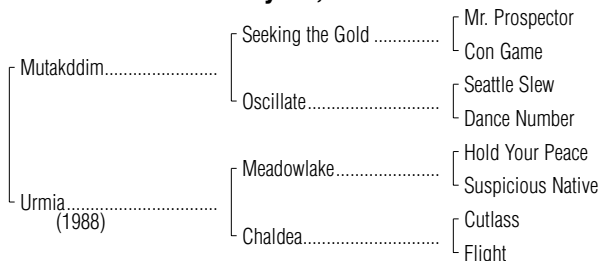 Mr. Prospector
Seeking the Gold ..............
Con Game
Mutakddim........................
Seattle Slew
Oscillate............................
Dance Number
Hold Your Peace
Meadowlake......................
Suspicious Native
Urmia................................
(1988)
Cutlass
Chaldea.............................
Flight